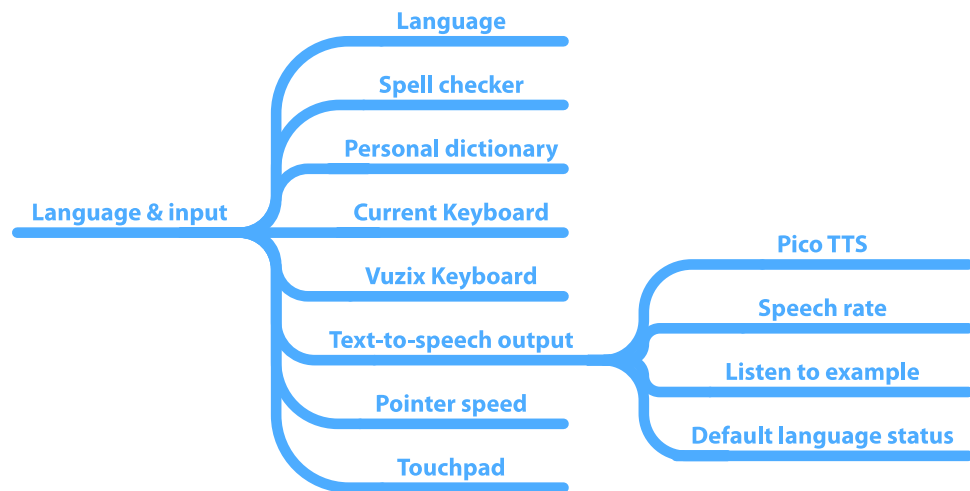 Language
Spell checker
Personal dictionary
Language & input
Current Keyboard
Vuzix Keyboard
Text-to-speech output
Pointer speed
Touchpad
Pico TTS
Speech rate
Listen to example
Default language status